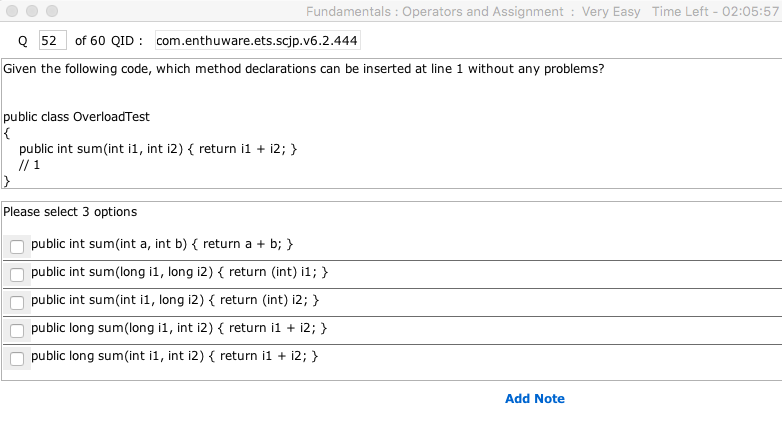 Fundamentals : Operators and Assignment : Very Easy Time Left - 02:05:57
Q 52 of 60 QID : com.enthuware.ets.scjp.v6.2.444
Given the following code, which method declarations can be inserted at line 1 without any problems?
public class OverloadTest
{
public int sum(int i1, int i2) { return i1 + i2; }
// 1
}
Please select 3 options
public int sum(int a, int b) { return a + b; }
public int sum(long i1, long i2) { return (int) i1; }
public int sum(int i1, long i2) { return (int) i2; }
public long sum(long i1, int i2) { return i1 + i2; }
public long sum(int i1, int i2) { return i1 + i2; }
Add Note